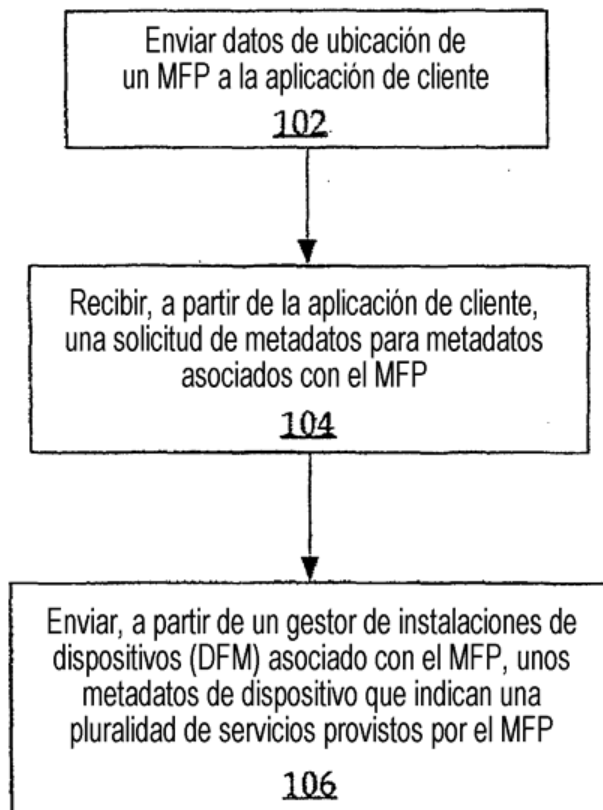 Enviar datos de ubicación de
un MFP a la aplicación de cliente
102
Recibir, a partir de la aplicación de cliente,
una solicitud de metadatos para metadatos
asociados con el MFP
104
Enviar, a partir de un gestor de instalaciones de
dispositivos (DFM) asociado con el MFP, unos
metadatos de dispositivo que indican una
pluralidad de servicios provistos por el MFP
106